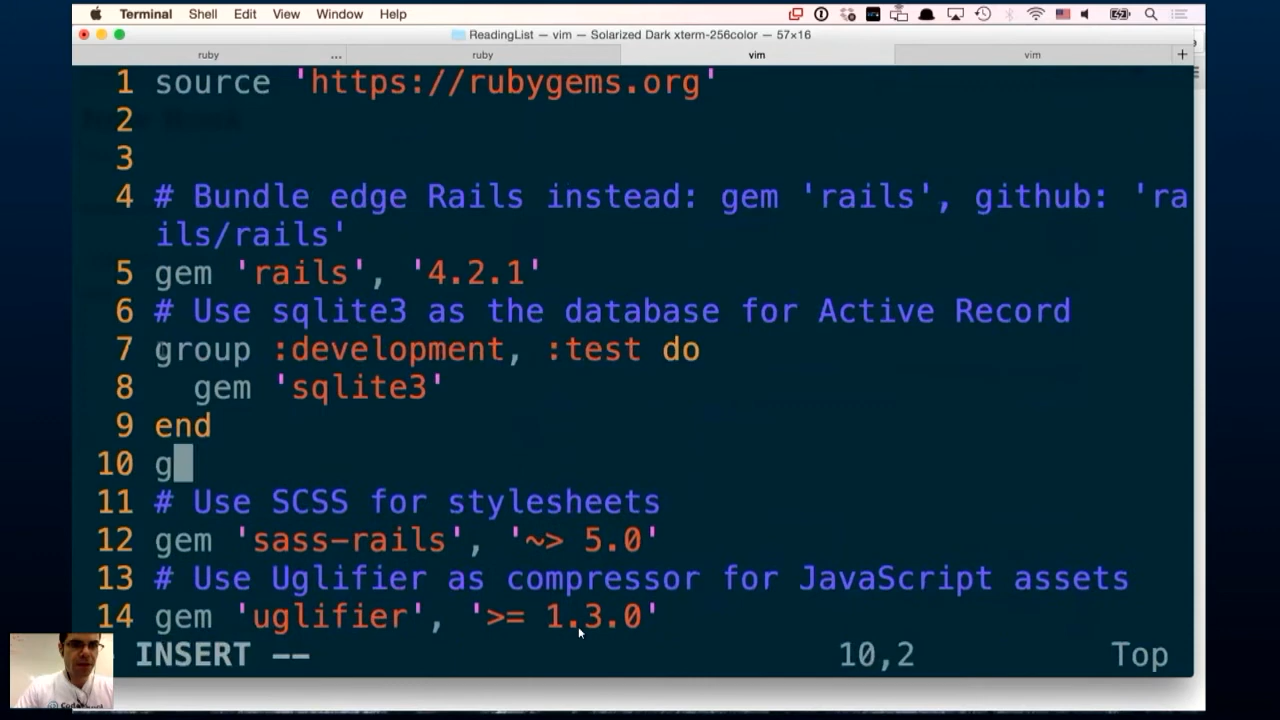 Terminal Shell Edit View Window Help
ReadingList — vim — Solarized Dark xterm-256color — 57×16
ruby ... ruby vim vim +
1 source 'https://rubygems.org'
2
3
4 # Bundle edge Rails instead: gem 'rails', github: 'ra
ils/rails'
5 gem 'rails', '4.2.1'
6 # Use sqlite3 as the database for Active Record
7 group :development, :test do
8 gem 'sqlite3'
9 end
10 g
11 # Use SCSS for stylesheets
12 gem 'sass-rails', '~> 5.0'
13 # Use Uglifier as compressor for JavaScript assets
14 gem 'uglifier', '>= 1.3.0'
INSERT -- 10,2 Top